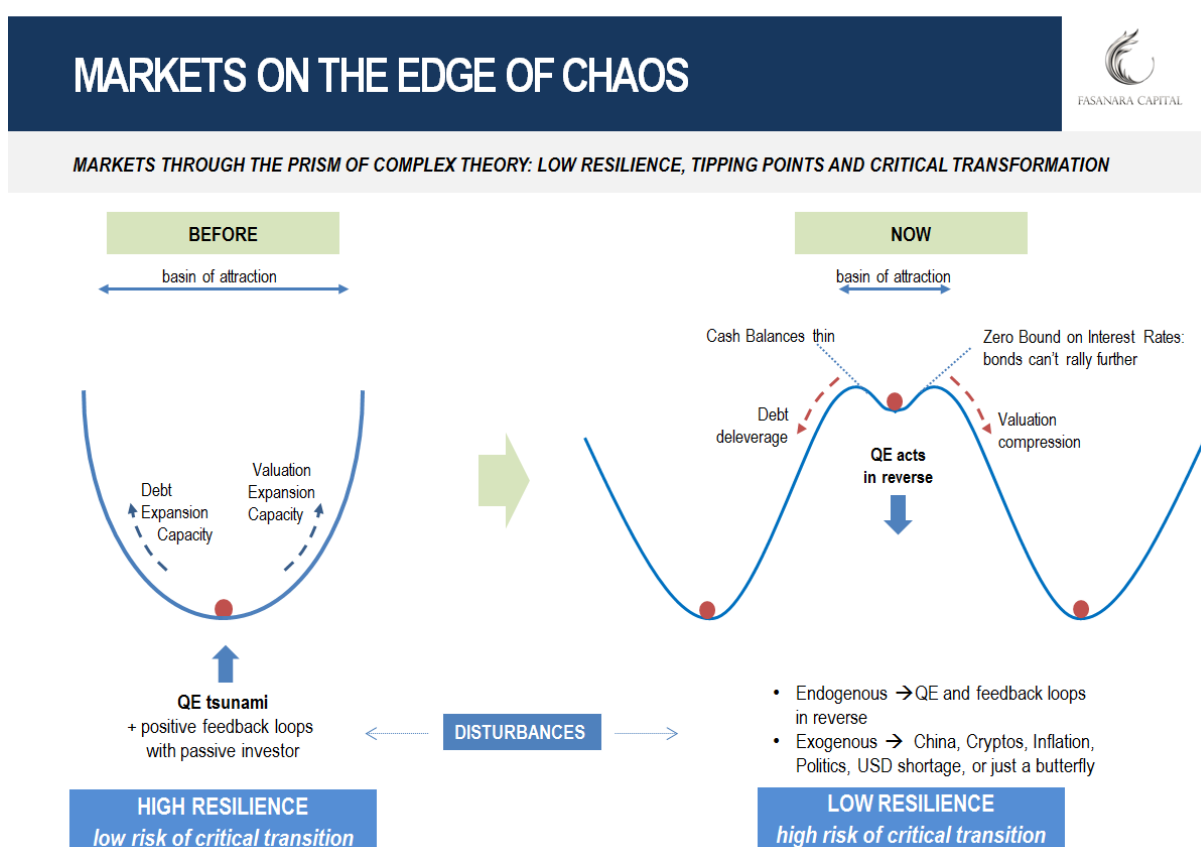 MARKETS ON THE EDGE OF CHAOS
FASANARA CAPITAL
MARKETS THROUGH THE PRISM OF COMPLEX THEORY: LOW RESILIENCE, TIPPING POINTS AND CRITICAL TRANSFORMATION
BEFORE
basin of attraction
Debt
Expansion
Capacity
Valuation
Expansion
Capacity
QE tsunami
+ positive feedback loops
with passive investor
HIGH RESILIENCE
low risk of critical transition
DISTURBANCES
NOW
basin of attraction
Cash Balances thin
Zero Bound on Interest Rates:
bonds can't rally further
Debt
deleverage
Valuation
compression
QE acts
in reverse
• Endogenous → QE and feedback loops
in reverse
• Exogenous → China, Cryptos, Inflation,
Politics, USD shortage, or just a butterfly
LOW RESILIENCE
high risk of critical transition